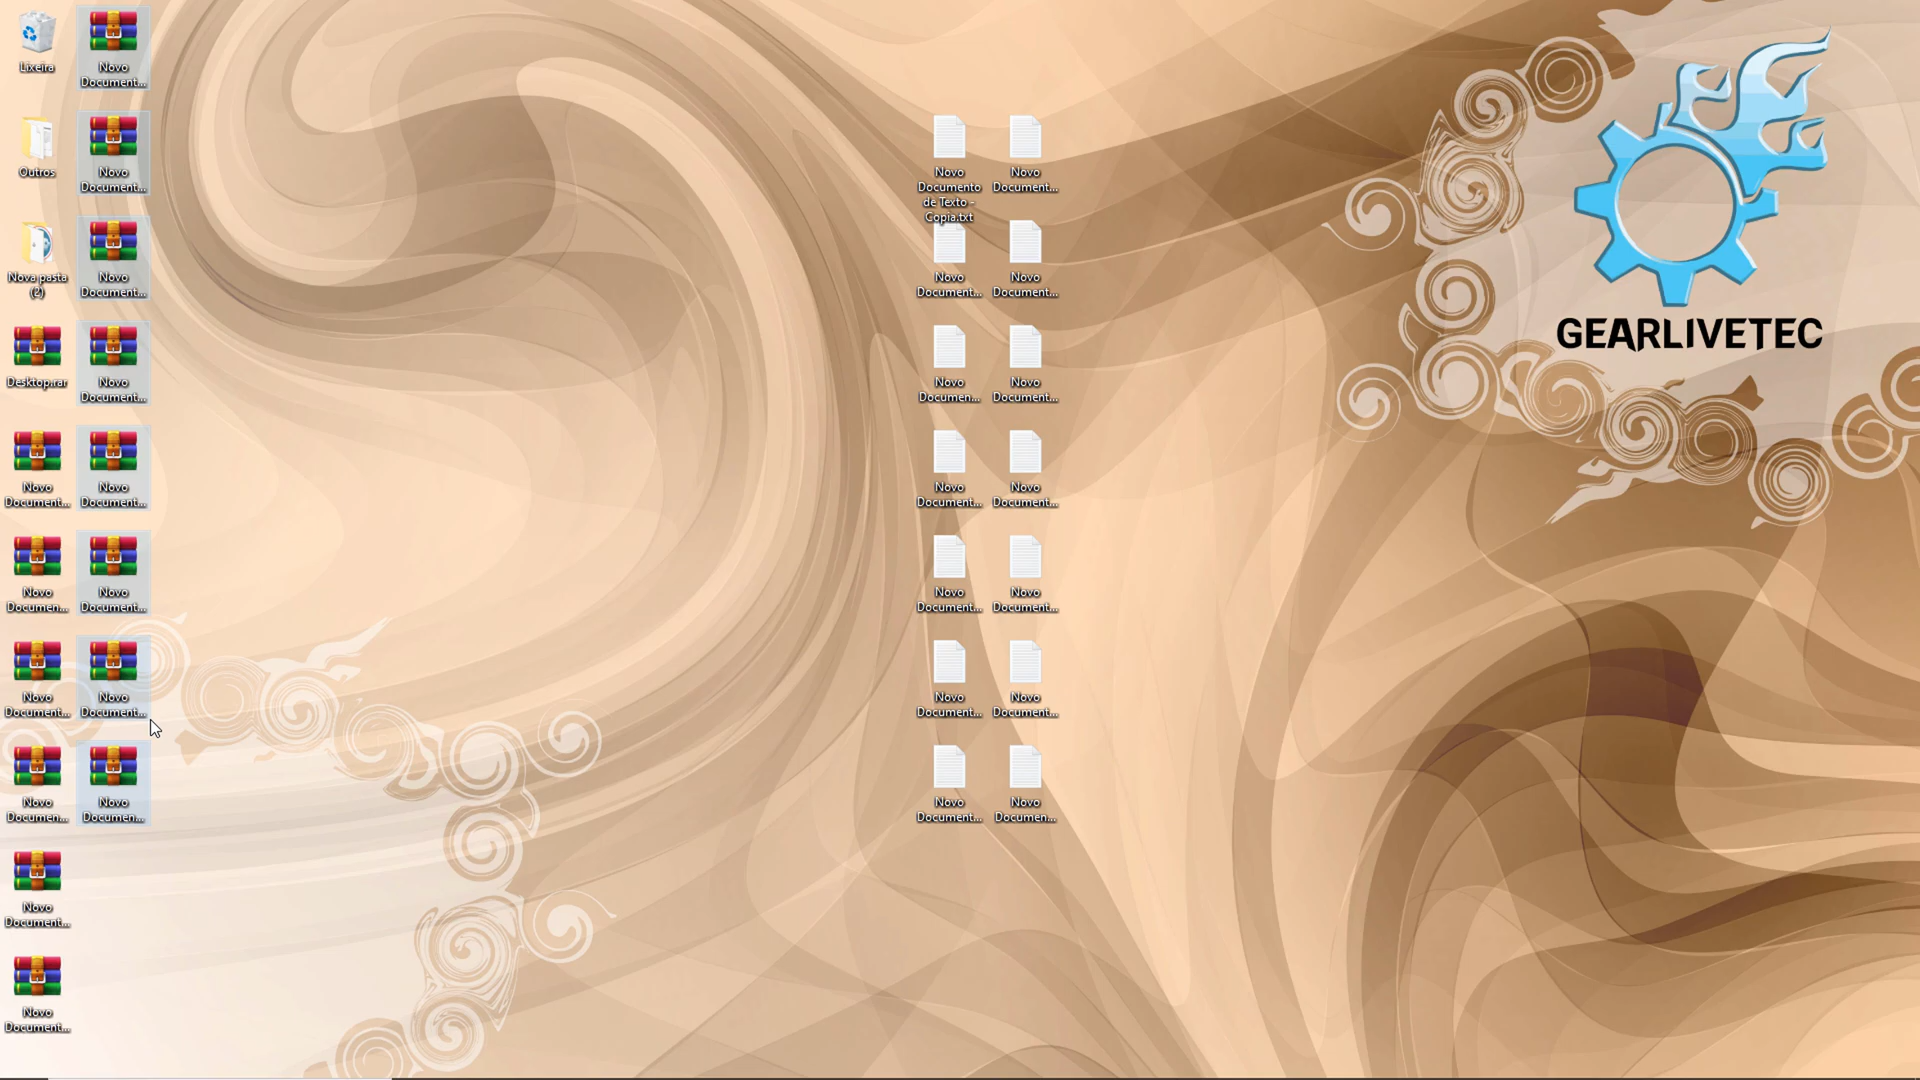 Lixeira
Outros
Nova pasta
(2)
Desktop.rar
Novo
Document...
Novo
Documen...
Novo
Document...
Novo
Documen...
Novo
Document...
Novo
Document...
Novo
Document...
Novo
Document...
Novo
Document...
Novo
Document...
Novo
Document...
Novo
Document...
Novo
Document...
Novo
Documen...
Novo
Documento
de Texto -
Copia.txt
Novo
Document...
Novo
Documen...
Novo
Document...
Novo
Document...
Novo
Document...
Novo
Document...
Novo
Document...
Novo
Document...
Novo
Document...
Novo
Document...
Novo
Document...
Novo
Document...
Novo
Documen...
GEARLIVETEC